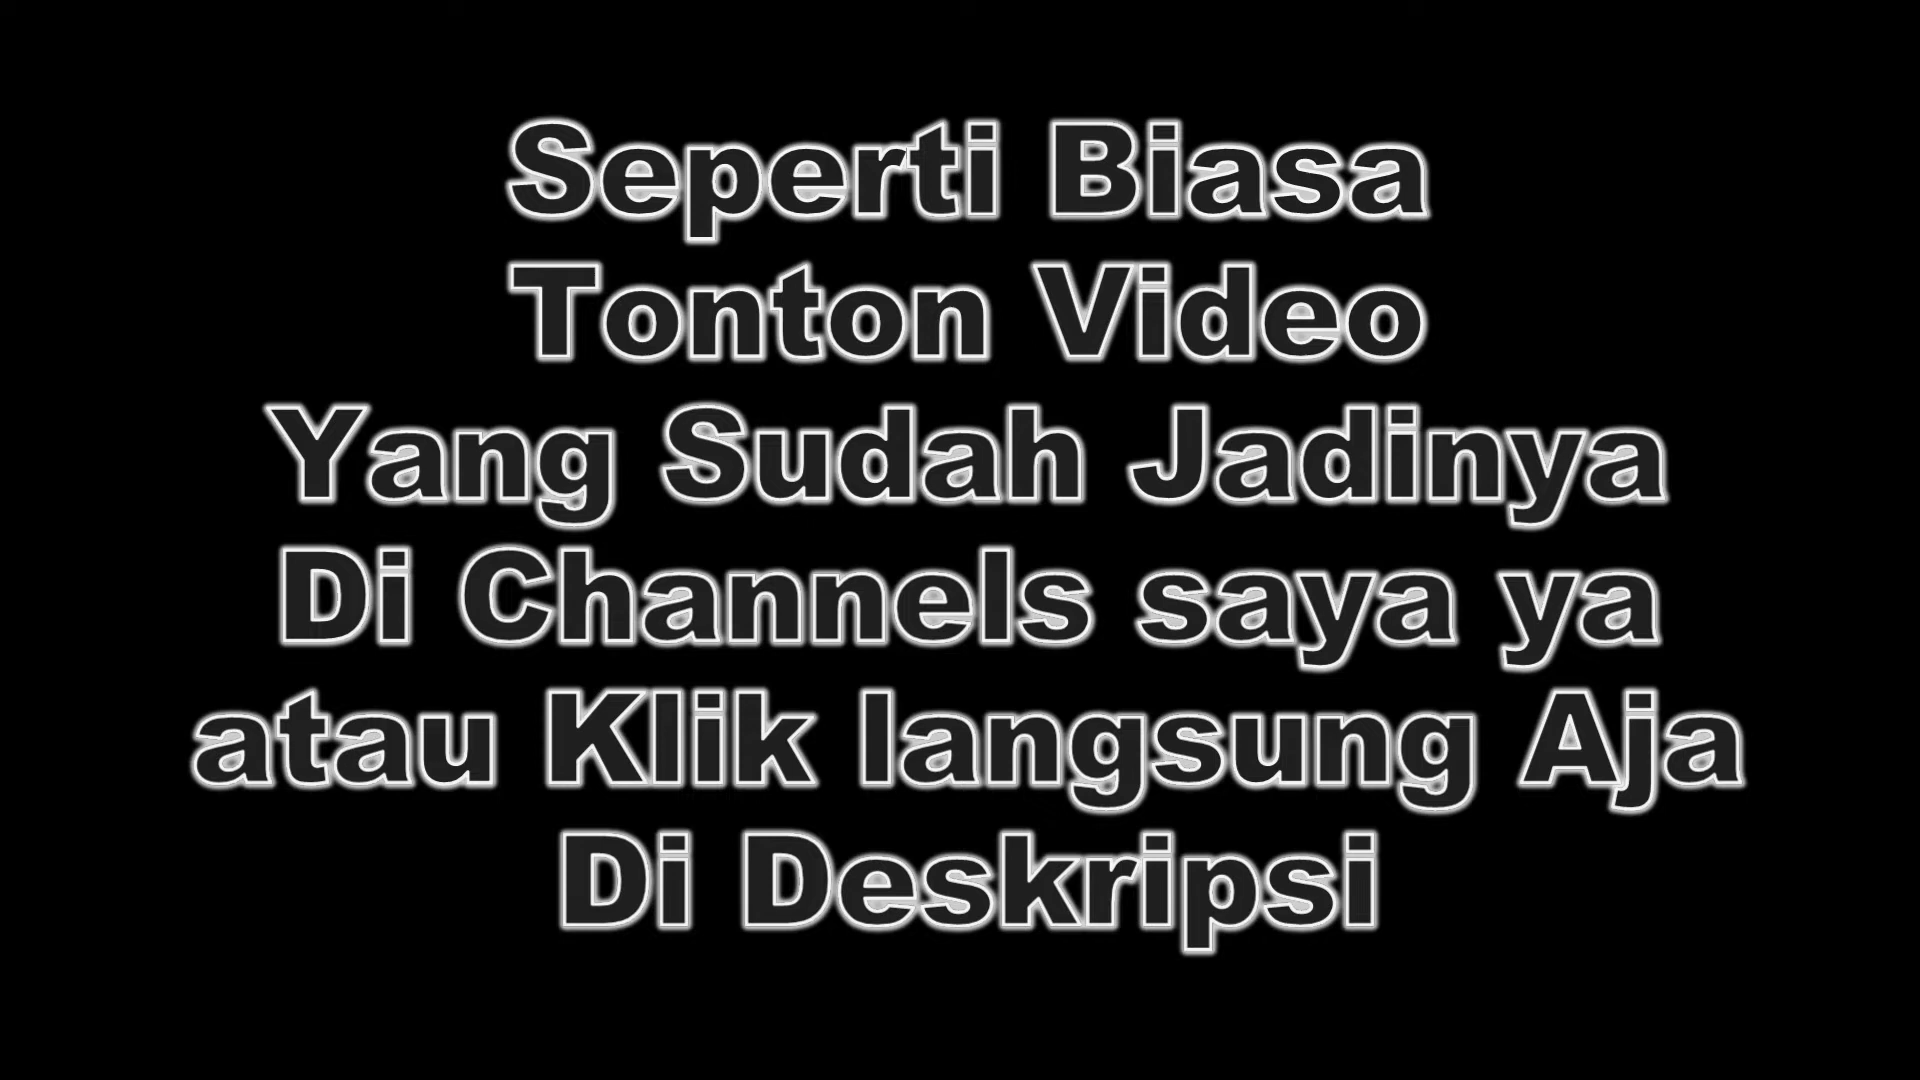 Seperti Biasa
Tonton Video
Yang Sudah Jadinya
Di Channels saya ya
atau Klik langsung Aja
Di Deskripsi